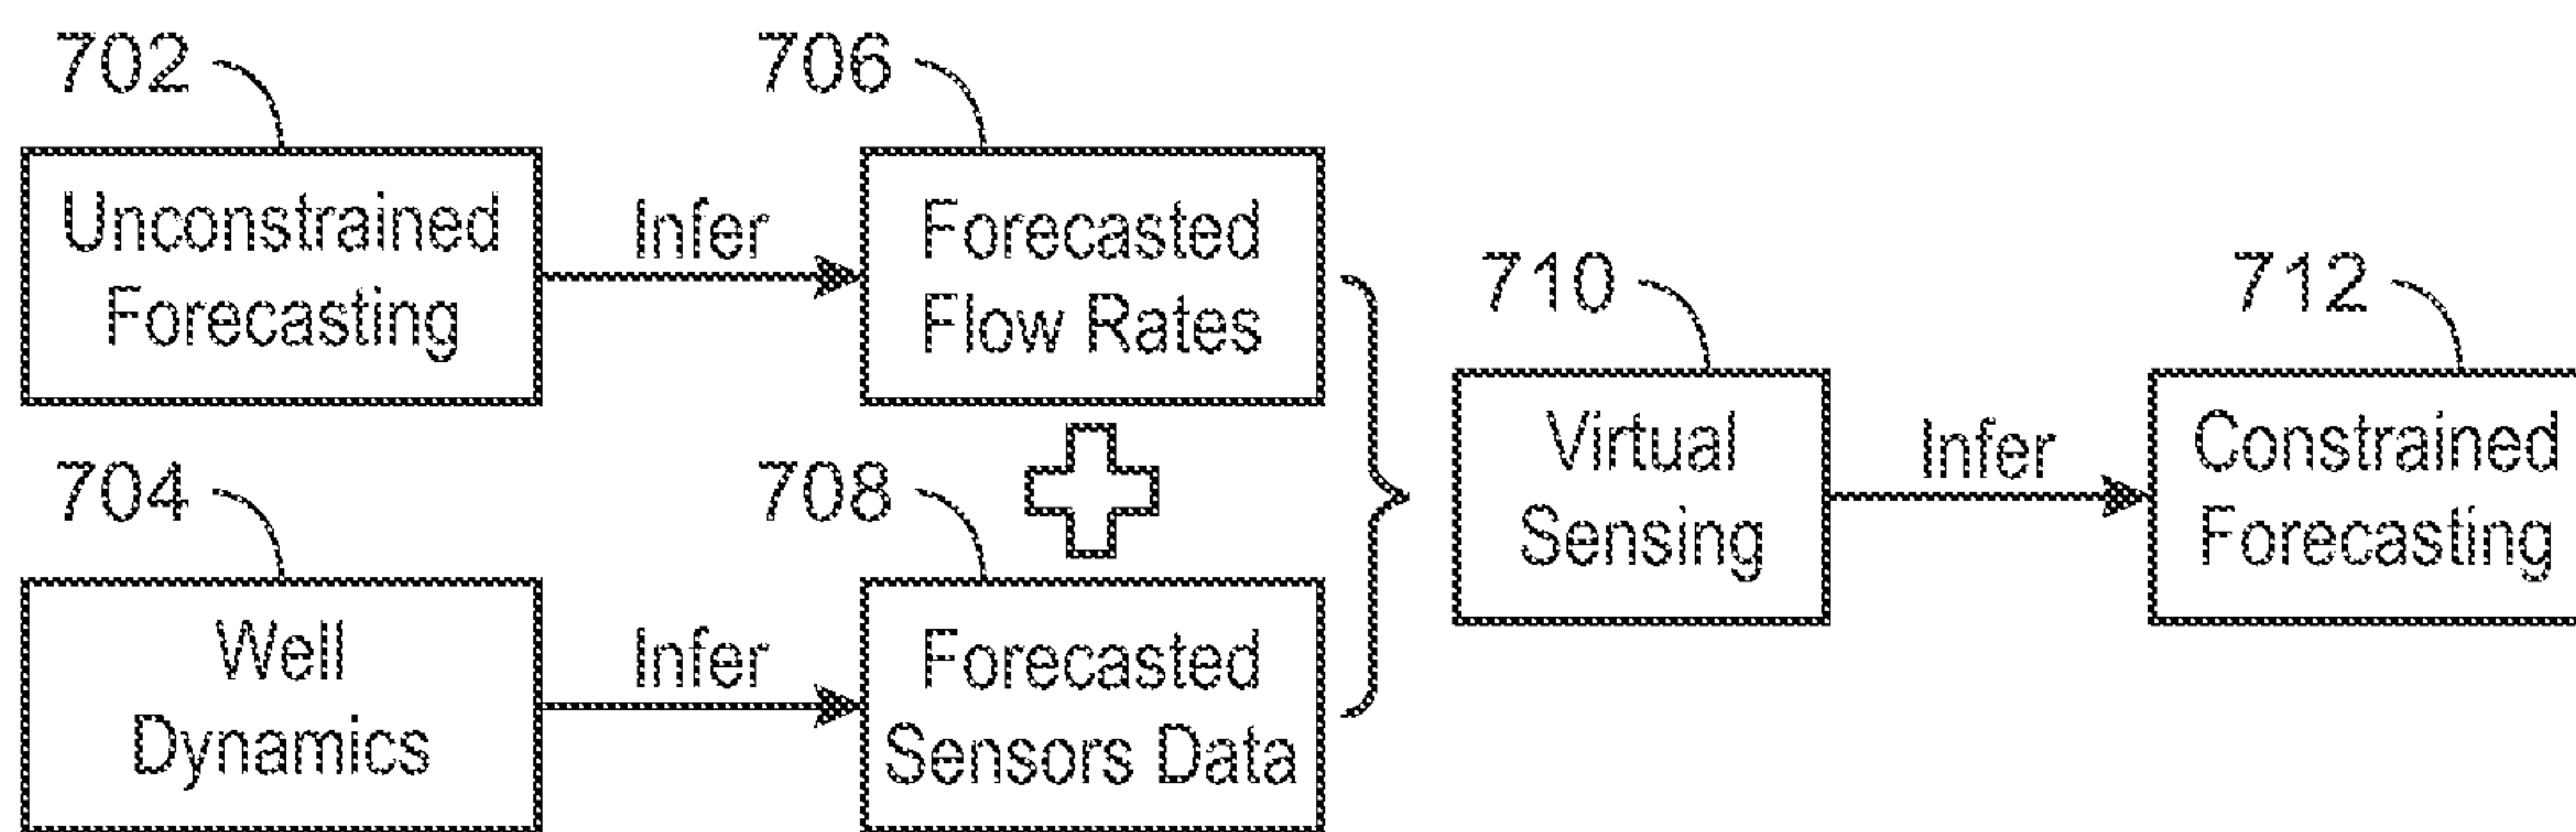 702
706
Unconstrained
Forecasting
Infer
Forecasted
Flow Rates
704
708
Well
Dynamics
Infer
Forecasted
Sensors Data
710
712
Virtual
Sensing
Infer
Constrained
Forecasting